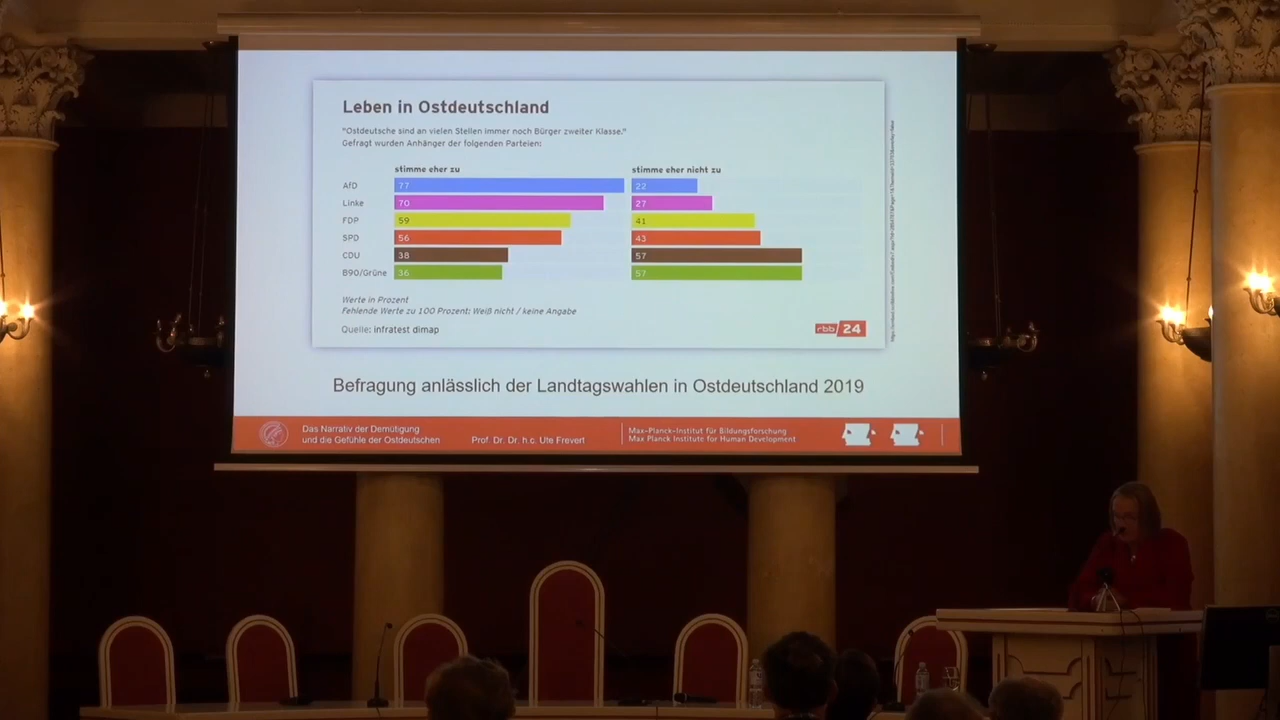 Leben in Ostdeutschland
"Ostdeutsche sind an vielen Stellen immer noch Bürger zweiter Klasse."
Gefragt wurden Anhänger der folgenden Parteien:
stimme eher zu stimme eher nicht zu
AfD 77 22
Linke 70 27
FDP 59 41
SPD 56 43
CDU 38 57
B90/Grüne 36 57
Werte in Prozent
Fehlende Werte zu 100 Prozent: Weiß nicht / keine Angabe
Quelle: infratest dimap
rbb/24
Befragung anlässlich der Landtagswahlen in Ostdeutschland 2019
Das Narrativ der Demütigung
und die Gefühle der Ostdeutschen
Prof. Dr. Dr. h.c. Ute Frevert
Max-Planck-Institut für Bildungsforschung
Max Planck Institute for Human Development